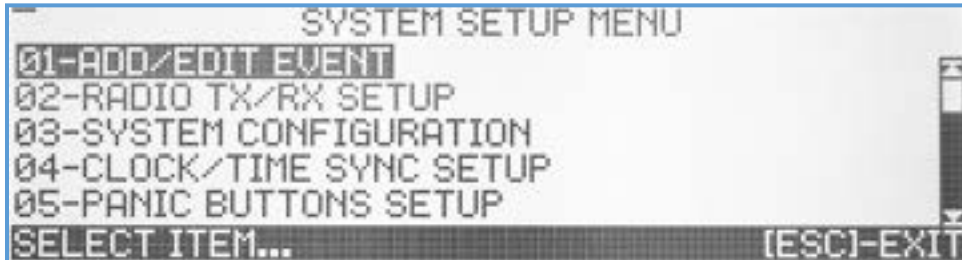 SYSTEM SETUP MENU
01-ADD/EDIT EVENT
02-RADIO TX/RX SETUP
03-SYSTEM CONFIGURATION
04-CLOCK/TIME SYNC SETUP
05-PANIC BUTTONS SETUP
SELECT ITEM... [ESC]-EXIT